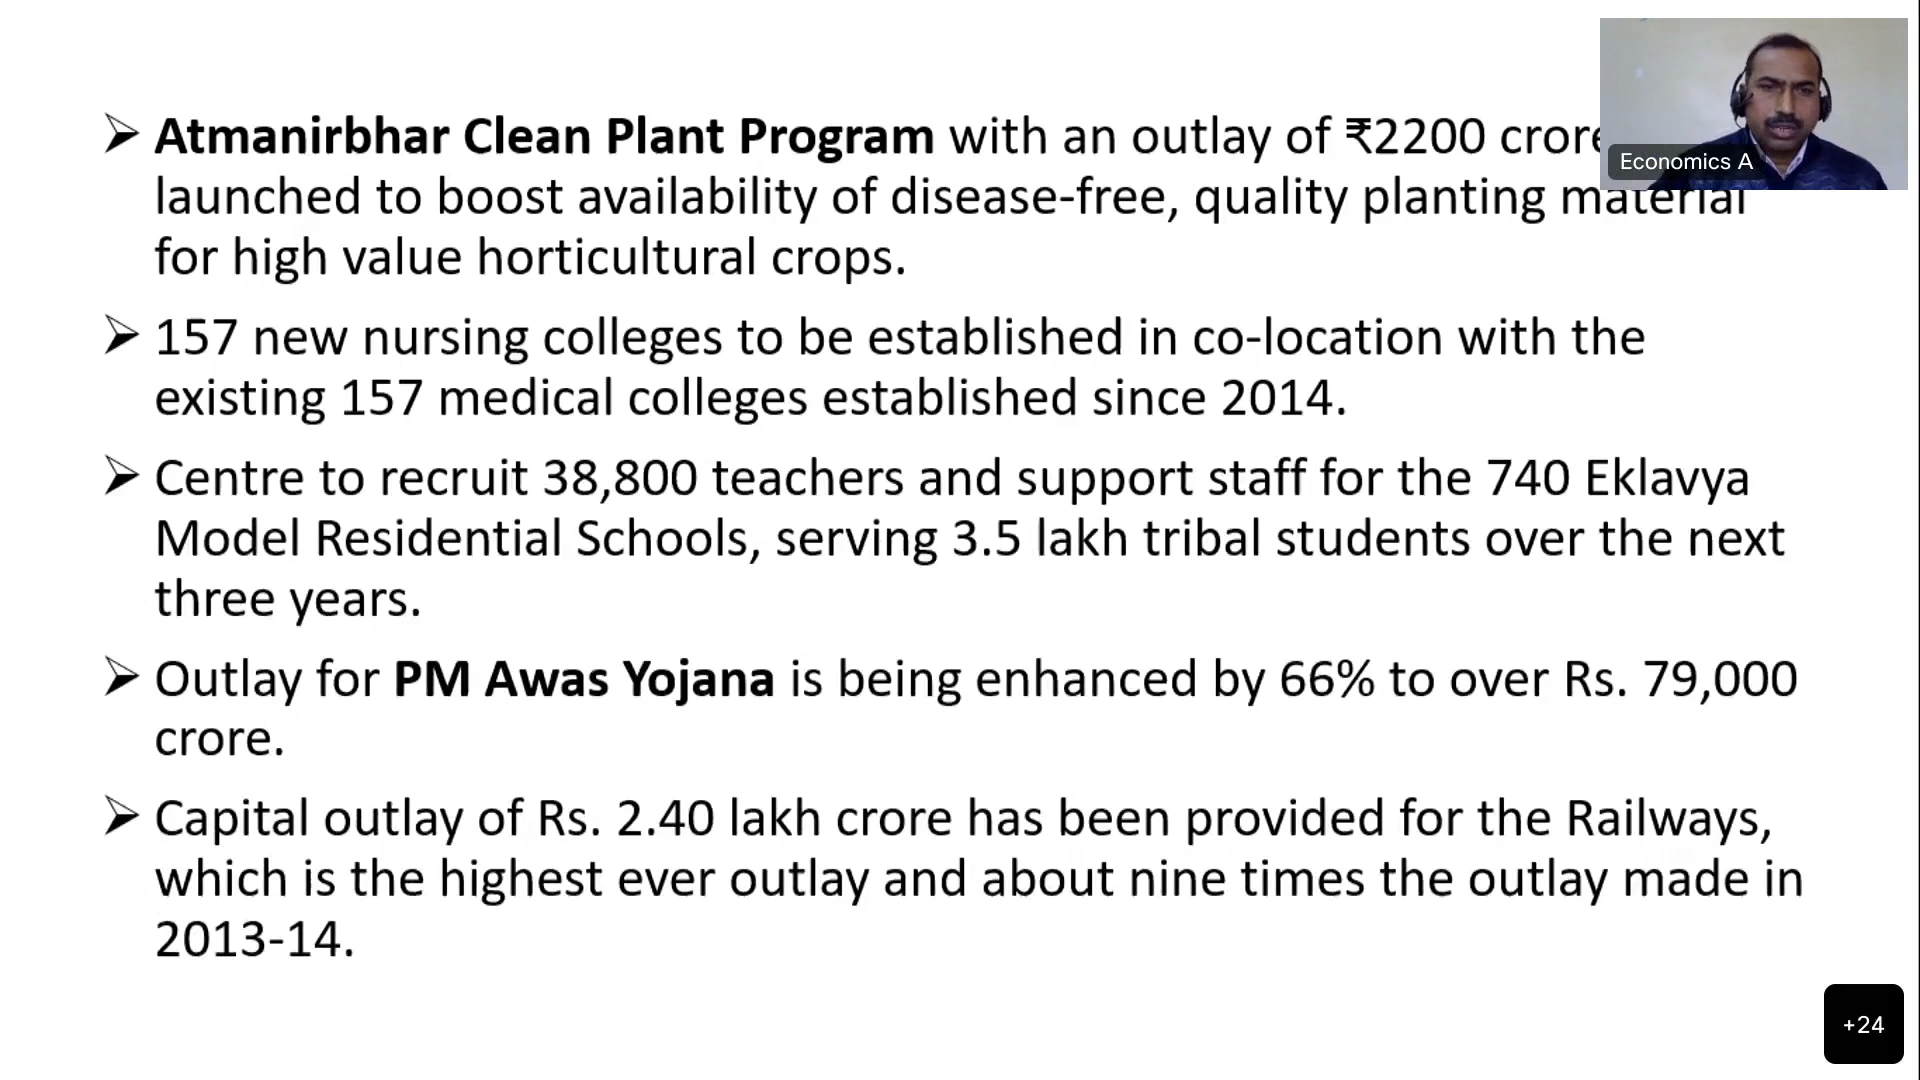 Atmanirbhar Clean Plant Program with an outlay of ₹2200 crore
launched to boost availability of disease-free, quality planting material
for high value horticultural crops.
157 new nursing colleges to be established in co-location with the
existing 157 medical colleges established since 2014.
Centre to recruit 38,800 teachers and support staff for the 740 Eklavya
Model Residential Schools, serving 3.5 lakh tribal students over the next
three years.
Outlay for PM Awas Yojana is being enhanced by 66% to over Rs. 79,000
crore.
Capital outlay of Rs. 2.40 lakh crore has been provided for the Railways,
which is the highest ever outlay and about nine times the outlay made in
2013-14.
Economics A
+24